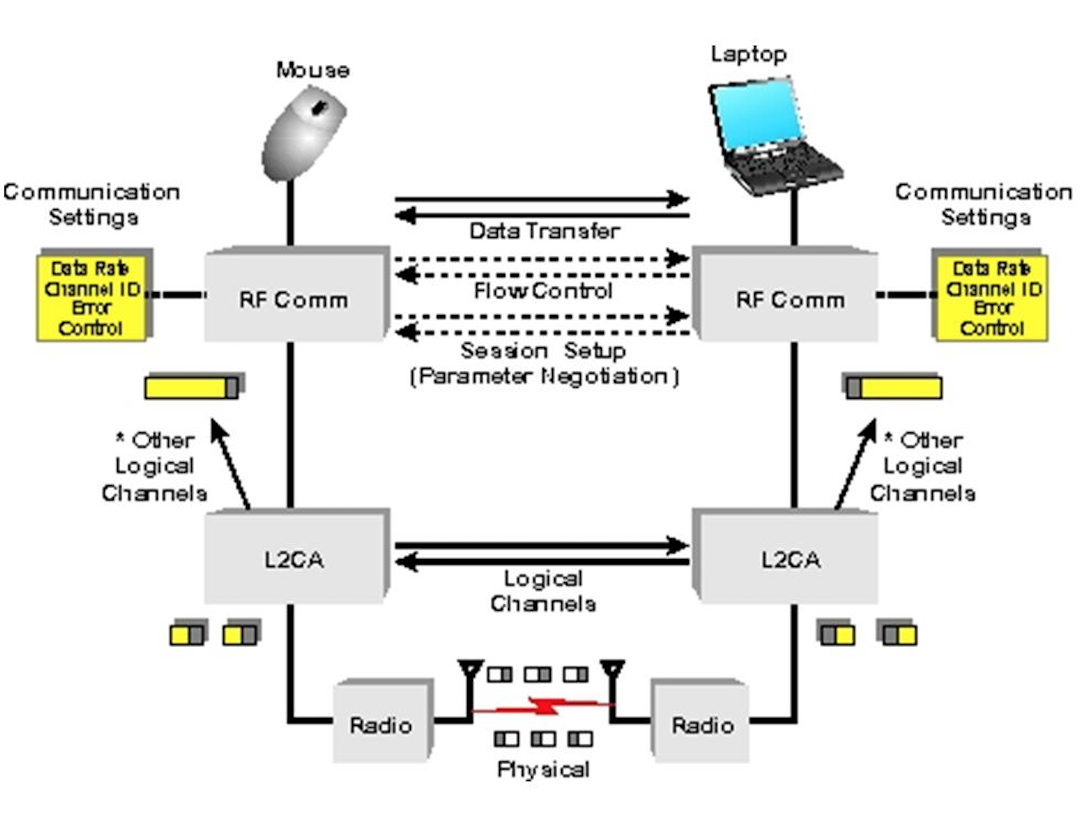 Mouse
Laptop
Communication
Settings
Communication
Settings
Data Transfer
Data Rate
Channel ID
Error
Control
RF Comm
Flow Control
RF Comm
Data Rate
Channel ID
Error
Control
Session Setup
(Parameter Negotiation)
* Other
Logical
Channels
* Other
Logical
Channels
L2CA
Logical
Channels
L2CA
Radio
Radio
Physical